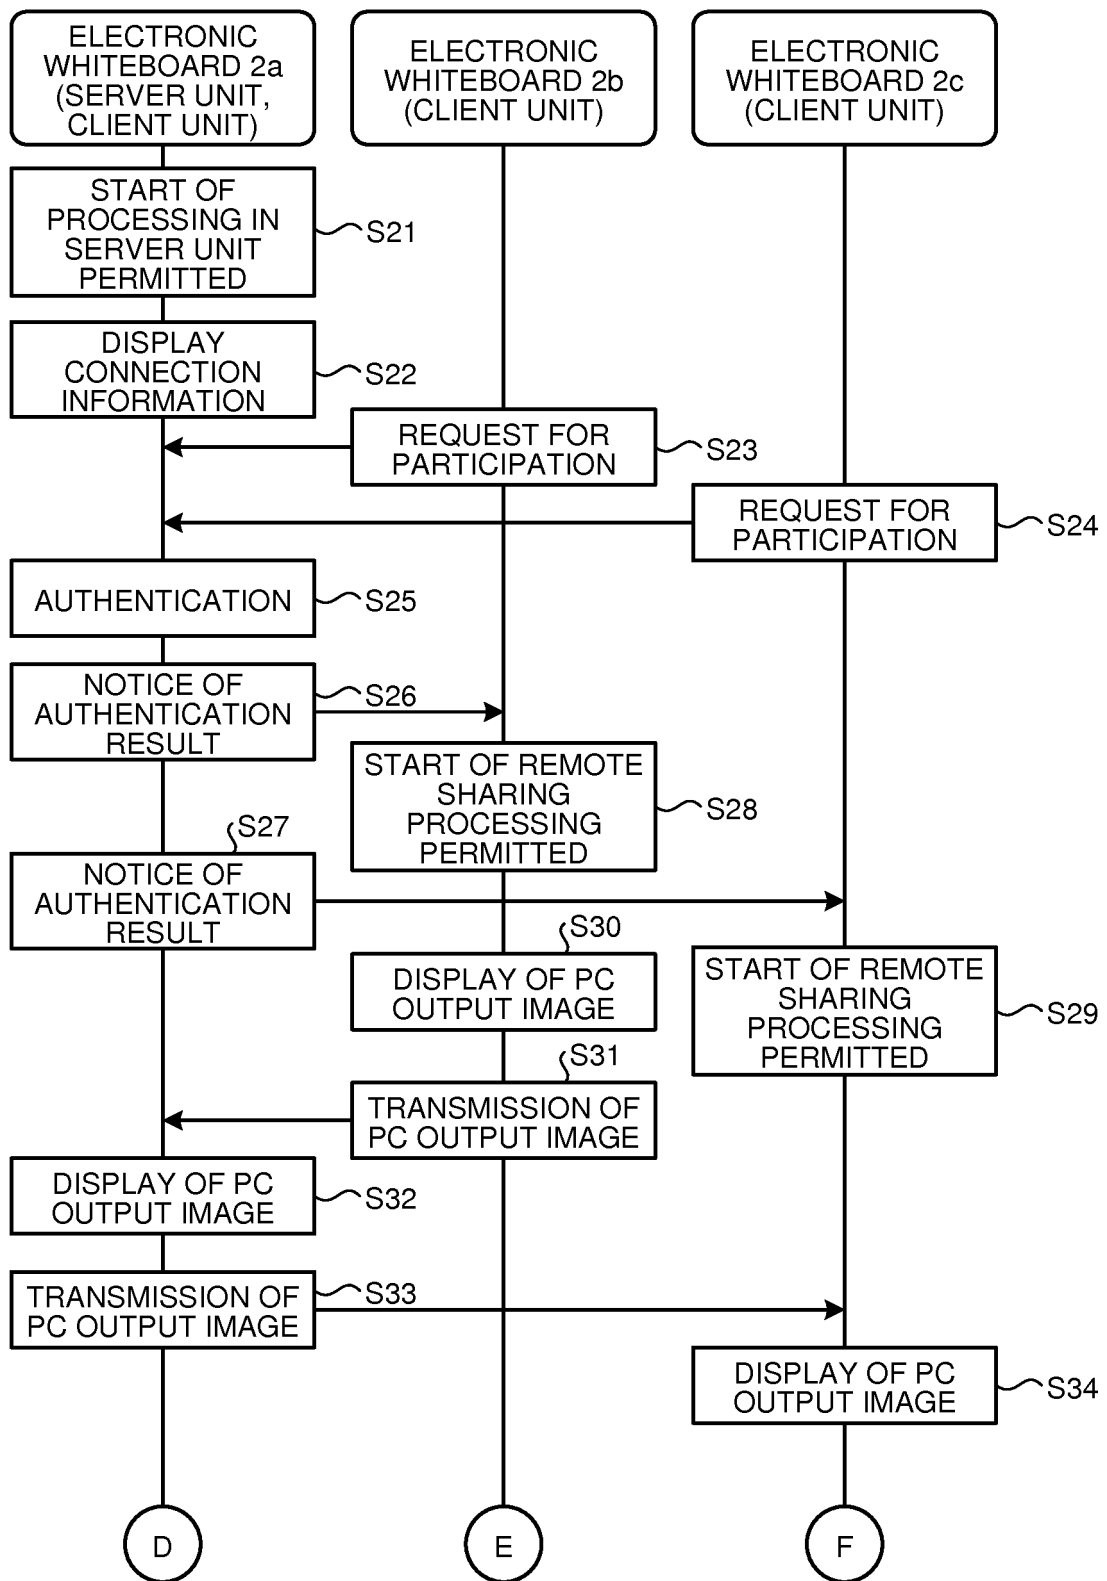 ELECTRONIC
WHITEBOARD 2a
(SERVER UNIT,
CLIENT UNIT)
ELECTRONIC
WHITEBOARD 2b
(CLIENT UNIT)
ELECTRONIC
WHITEBOARD 2c
(CLIENT UNIT)
START OF
PROCESSING IN
SERVER UNIT
PERMITTED
S21
DISPLAY
CONNECTION
INFORMATION
S22
REQUEST FOR
PARTICIPATION
S23
REQUEST FOR
PARTICIPATION
S24
AUTHENTICATION
S25
NOTICE OF
AUTHENTICATION
RESULT
S26
START OF REMOTE
SHARING
PROCESSING
PERMITTED
S28
S27
NOTICE OF
AUTHENTICATION
RESULT
S30
DISPLAY OF PC
OUTPUT IMAGE
START OF REMOTE
SHARING
PROCESSING
PERMITTED
S29
S31
TRANSMISSION OF
PC OUTPUT IMAGE
DISPLAY OF PC
OUTPUT IMAGE
S32
TRANSMISSION OF
PC OUTPUT IMAGE
S33
DISPLAY OF PC
OUTPUT IMAGE
S34
D
E
F